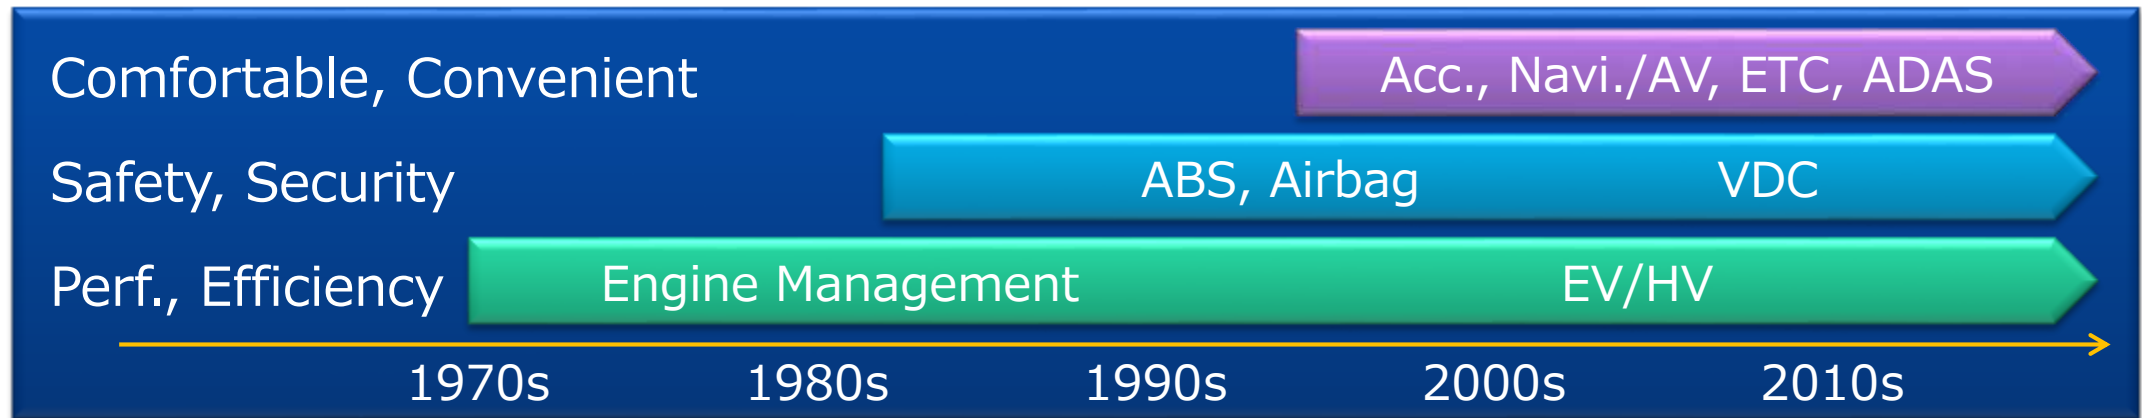 Comfortable, Convenient
Acc., Navi./AV, ETC, ADAS
Safety, Security
ABS, Airbag
VDC
Perf., Efficiency
Engine Management
EV/HV
1970s
1980s
1990s
2000s
2010s